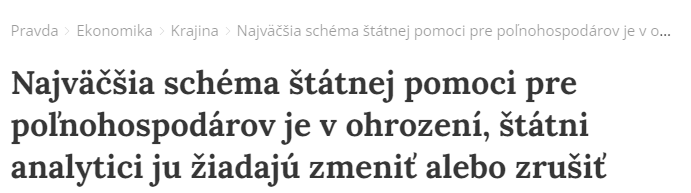 Pravda > Ekonomika > Krajina > Najväčšia schéma štátnej pomoci pre poľnohospodárov je v o...
Najväčšia schéma štátnej pomoci pre
poľnohospodárov je v ohrození, štátni
analytici ju žiadajú zmeniť alebo zrušiť